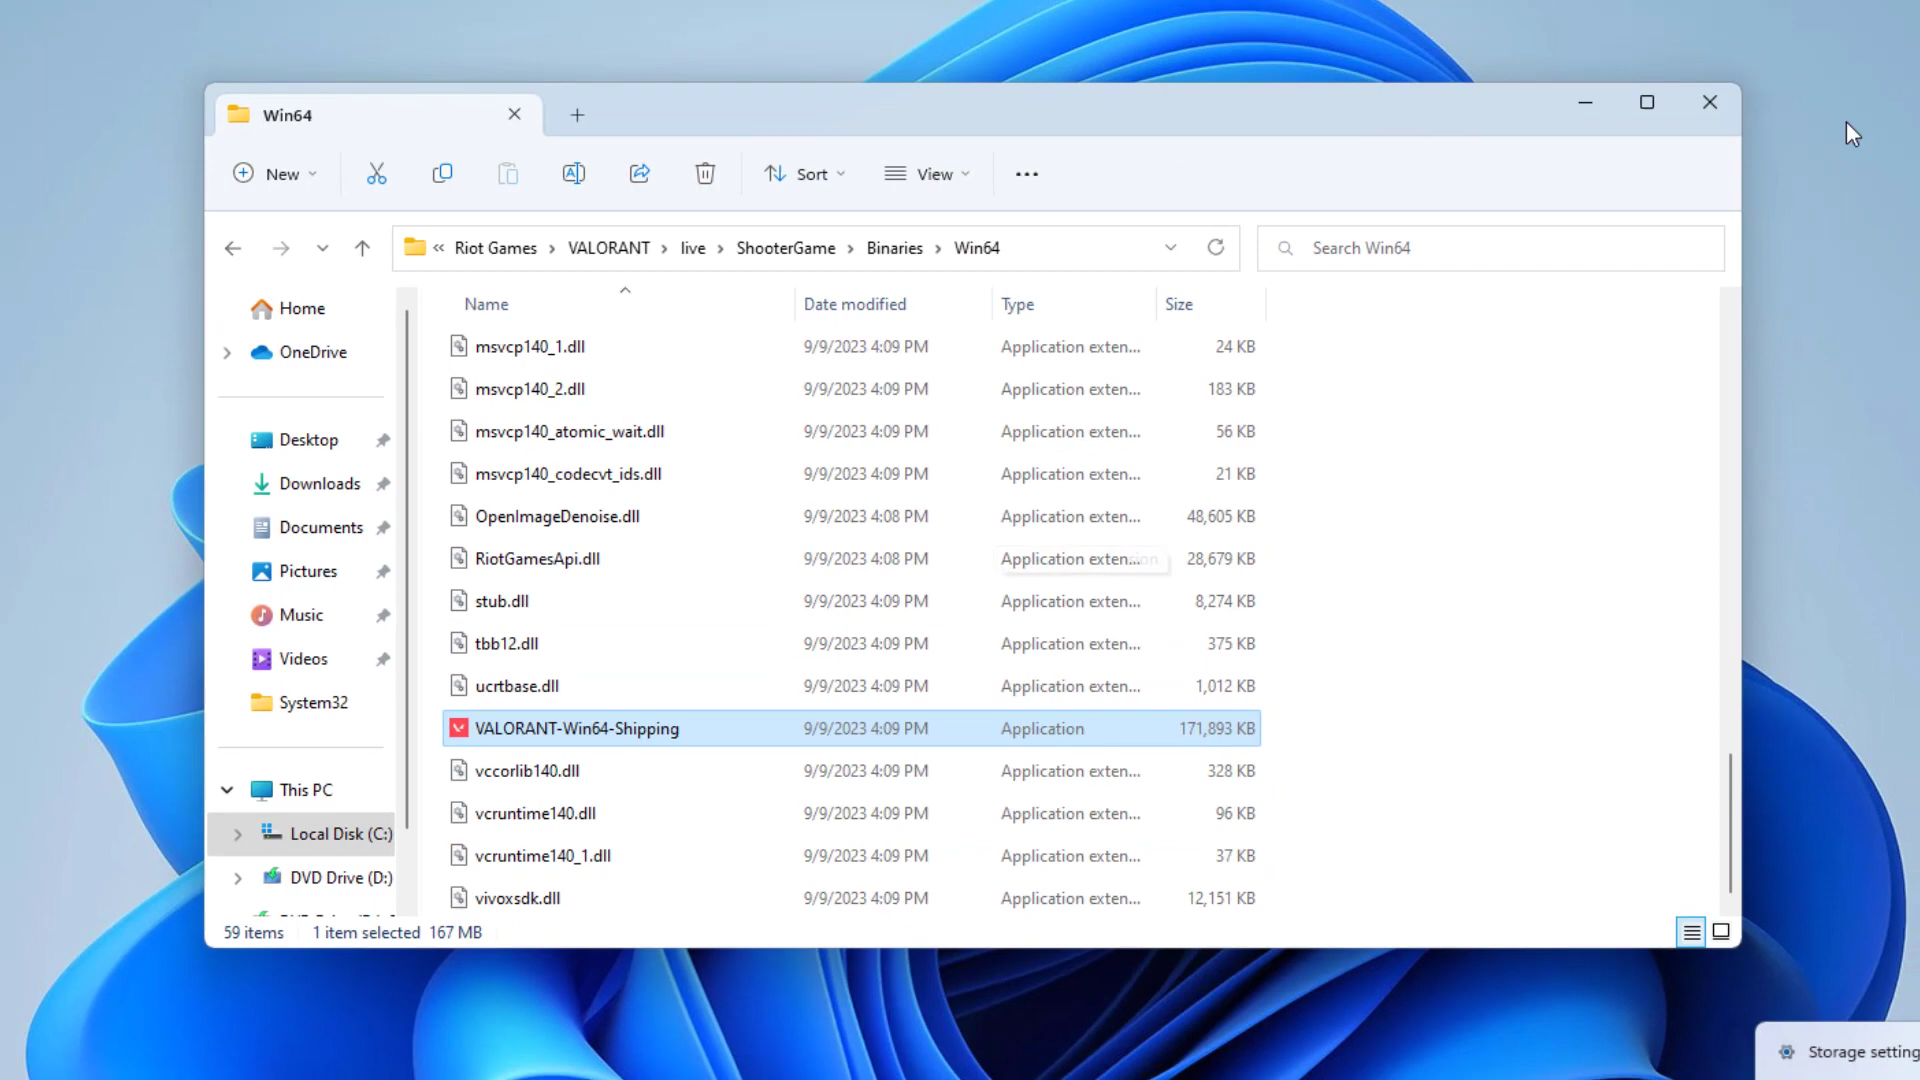 Win64
New
Sort
View
Riot Games
VALORANT
live
ShooterGame
Binaries
Win64
Search Win64
Home
OneDrive
Desktop
Downloads
Documents
Pictures
Music
Videos
System32
This PC
Local Disk (C:)
DVD Drive (D:)
Name Date modified Type Size
msvcp140_1.dll 9/9/2023 4:09 PM Application exten... 24 KB
msvcp140_2.dll 9/9/2023 4:09 PM Application exten... 183 KB
msvcp140_atomic_wait.dll 9/9/2023 4:09 PM Application exten... 56 KB
msvcp140_codecvt_ids.dll 9/9/2023 4:09 PM Application exten... 21 KB
OpenImageDenoise.dll 9/9/2023 4:08 PM Application exten... 48,605 KB
RiotGamesApi.dll 9/9/2023 4:08 PM Application exten... 28,679 KB
stub.dll 9/9/2023 4:09 PM Application exten... 8,274 KB
tbb12.dll 9/9/2023 4:09 PM Application exten... 375 KB
ucrtbase.dll 9/9/2023 4:09 PM Application exten... 1,012 KB
VALORANT-Win64-Shipping 9/9/2023 4:09 PM Application 171,893 KB
vccorlib140.dll 9/9/2023 4:09 PM Application exten... 328 KB
vcruntime140.dll 9/9/2023 4:09 PM Application exten... 96 KB
vcruntime140_1.dll 9/9/2023 4:09 PM Application exten... 37 KB
vivoxsdk.dll 9/9/2023 4:09 PM Application exten... 12,151 KB
59 items 1 item selected 167 MB
Storage setting